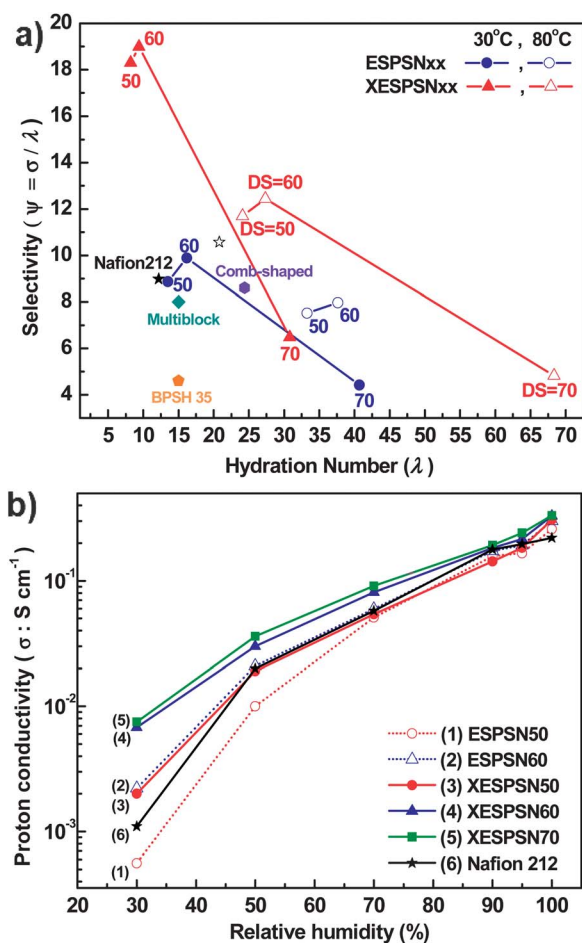 a)
30°C , 80°C
ESPSNxx
XESPSNxx
Selectivity ( ψ = σ / λ )
20
18
16
14
12
10
8
6
4
60
50
DS=60
DS=50
60
Nafion212
50
Comb-shaped
Multiblock
60
50
70
BPSH 35
70
DS=70
5 10 15 20 25 30 35 40 45 50 55 60 65 70
Hydration Number (λ)
b)
Proton conductivity ( σ : S cm⁻¹)
10⁻¹
10⁻²
10⁻³
(5)
(4)
(2)
(3)
(6)
(1)
(1) ESPSN50
(2) ESPSN60
(3) XESPSN50
(4) XESPSN60
(5) XESPSN70
(6) Nafion 212
20 30 40 50 60 70 80 90 100
Relative humidity (%)